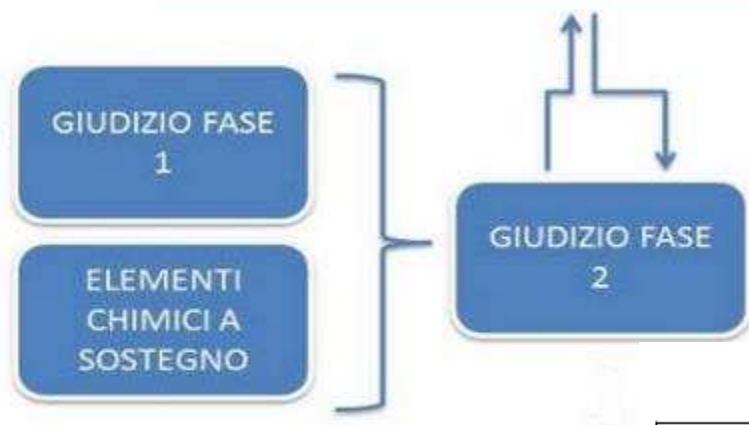 GIUDIZIO FASE
1
ELEMENTI
CHIMICI A
SOSTEGNO
GIUDIZIO FASE
2